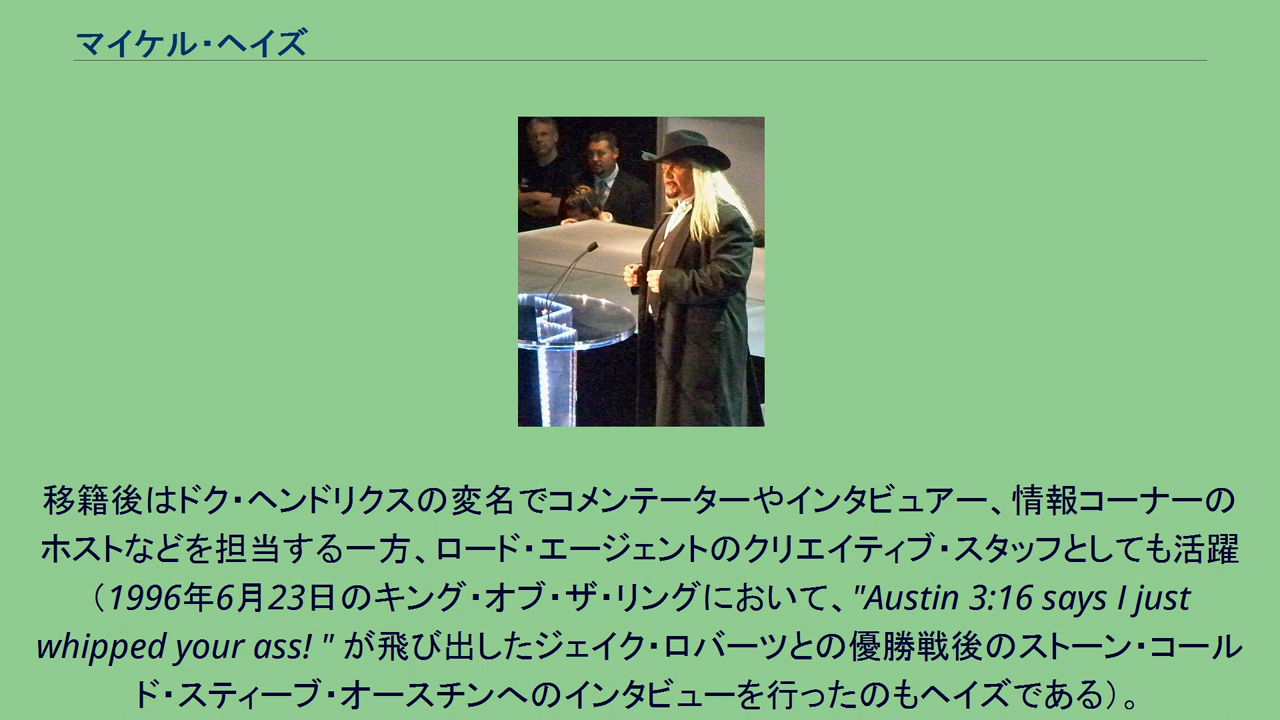 マイケル・ヘイズ
移籍後はドク・ヘンドリクスの変名でコメンテーターやインタビュアー、情報コーナーの
ホストなどを担当する一方、ロード・エージェントのクリエイティブ・スタッフとしても活躍
（1996年6月23日のキング・オブ・ザ・リングにおいて、"Austin 3:16 says I just
whipped your ass! " が飛び出したジェイク・ロバーツとの優勝戦後のストーン・コール
ド・スティーブ・オースチンへのインタビューを行ったのもヘイズである）。